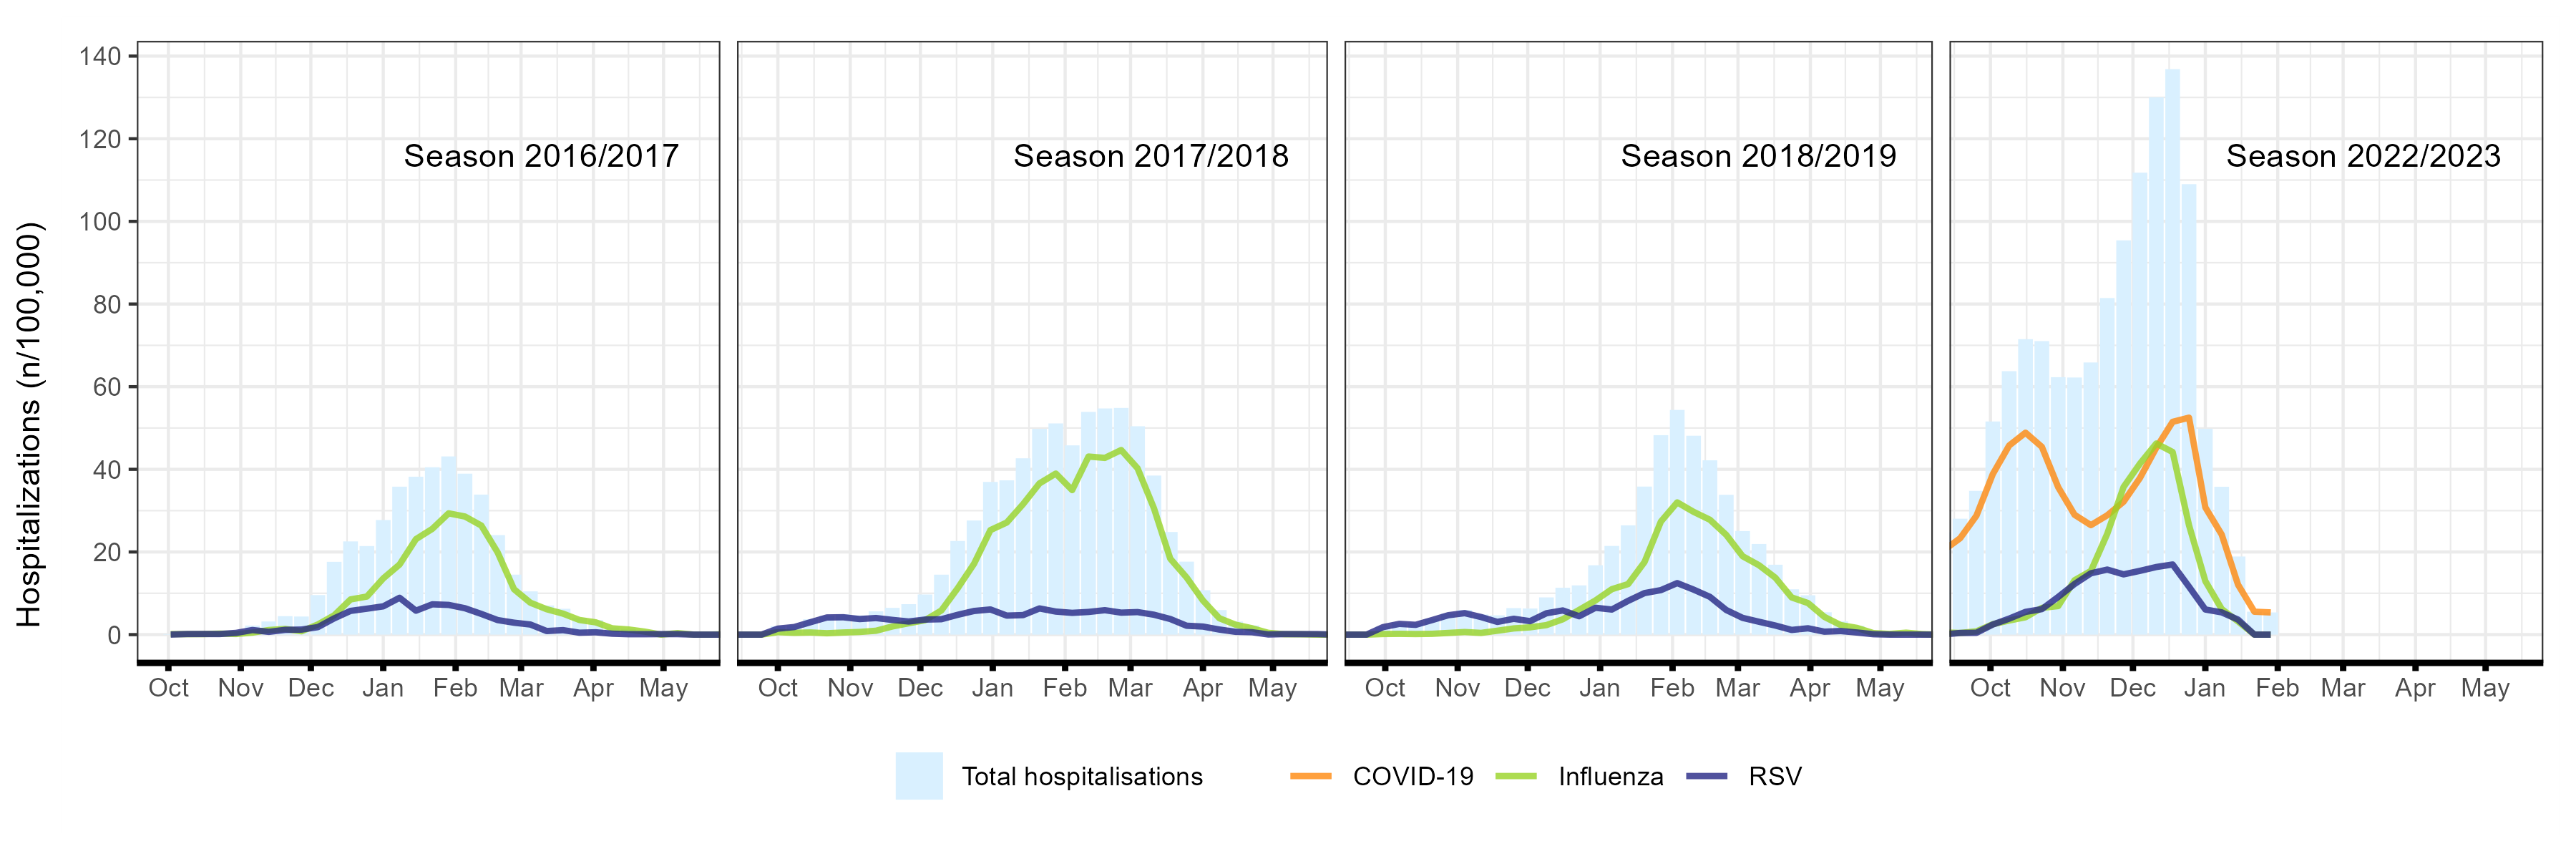 Hospitalizations (n/100,000)
140
120
100
80
60
40
20
0
Season 2016/2017
Season 2017/2018
Season 2018/2019
Season 2022/2023
Oct Nov Dec Jan Feb Mar Apr May
Oct Nov Dec Jan Feb Mar Apr May
Oct Nov Dec Jan Feb Mar Apr May
Oct Nov Dec Jan Feb Mar Apr May
Total hospitalisations COVID-19 Influenza RSV